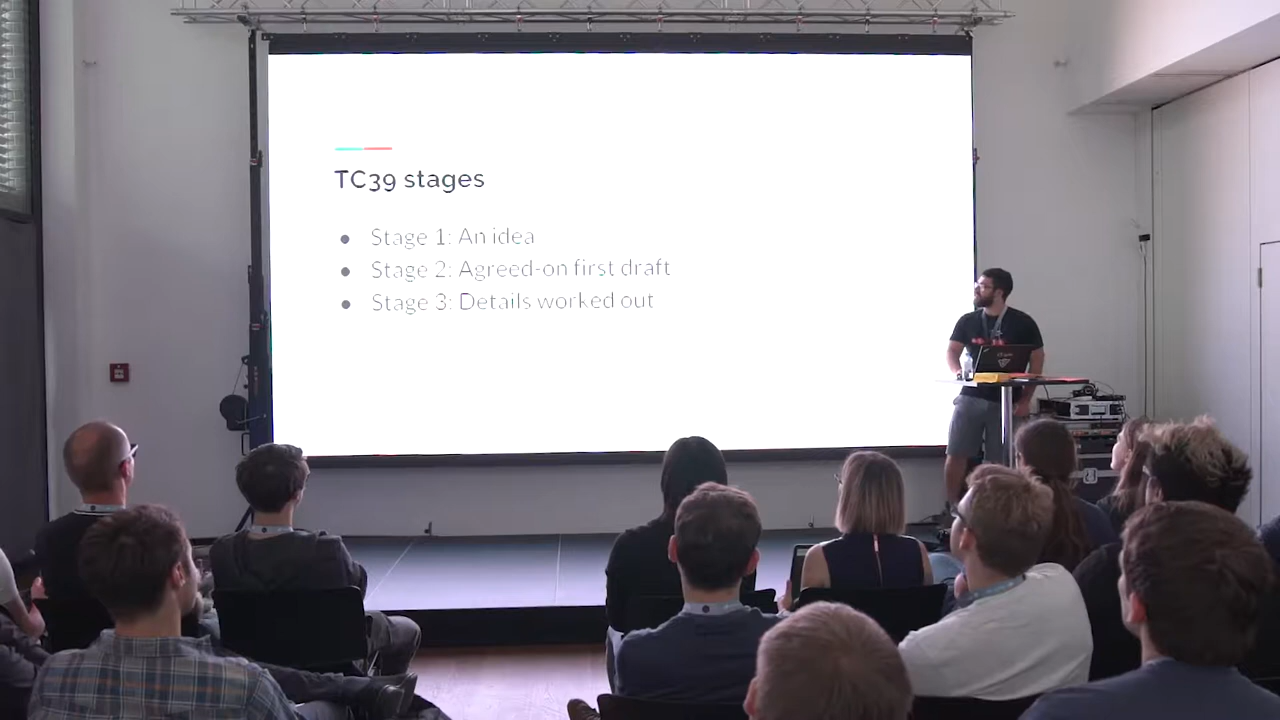 TC39 stages
● Stage 1: An idea
● Stage 2: Agreed-on first draft
● Stage 3: Details worked out